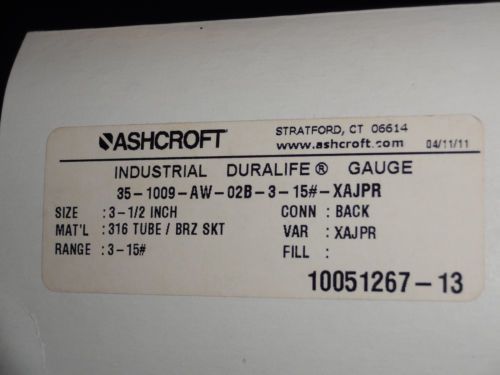 ASHCROFT®
STRATFORD, CT 06614
www.ashcroft.com 04/11/11
INDUSTRIAL DURALIFE® GAUGE
35-1009-AW-02B-3-15#-XAJPR
SIZE : 3-1/2 INCH CONN : BACK
MAT'L : 316 TUBE / BRZ SKT VAR : XAJPR
RANGE : 3-15# FILL :
10051267-13